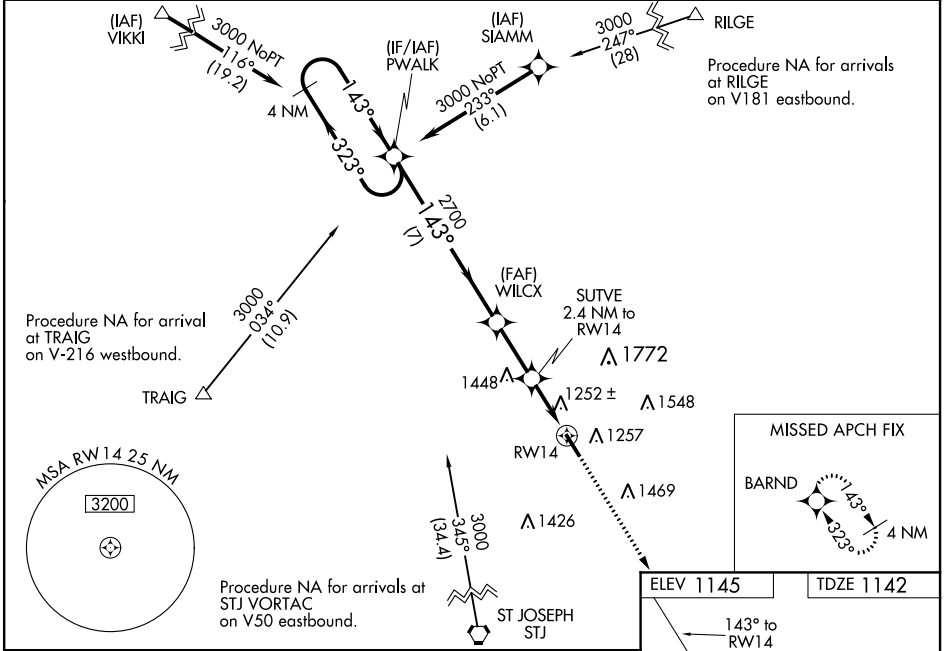 (IAF)
VIKKI
3000 NoPT
116°
(19.2)
4 NM
143°
323°
(IF/IAF)
PWALK
(IAF)
SIAMM
3000 NoPT
233°
(6.1)
3000
247°
(28)
RILGE
Procedure NA for arrivals
at RILGE
on V181 eastbound.
2700
143°
(7)
(FAF)
WILCX
SUTVE
2.4 NM to
RW14
1772
1448
1252 ±
1548
RW14
1257
1469
1426
3000
034°
(10.9)
Procedure NA for arrival
at TRAIG
on V-216 westbound.
TRAIG
MSA RW14 25 NM
3200
3000
345°
(34.4)
Procedure NA for arrivals at
STJ VORTAC
on V50 eastbound.
ST JOSEPH
STJ
MISSED APCH FIX
BARND
143°
323°
4 NM
ELEV 1145
TDZE 1142
143° to
RW14